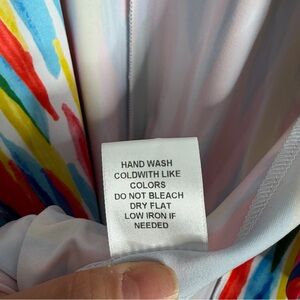 HAND WASH
COLDWITH LIKE
COLORS
DO NOT BLEACH
DRY FLAT
LOW IRON IF
NEEDED